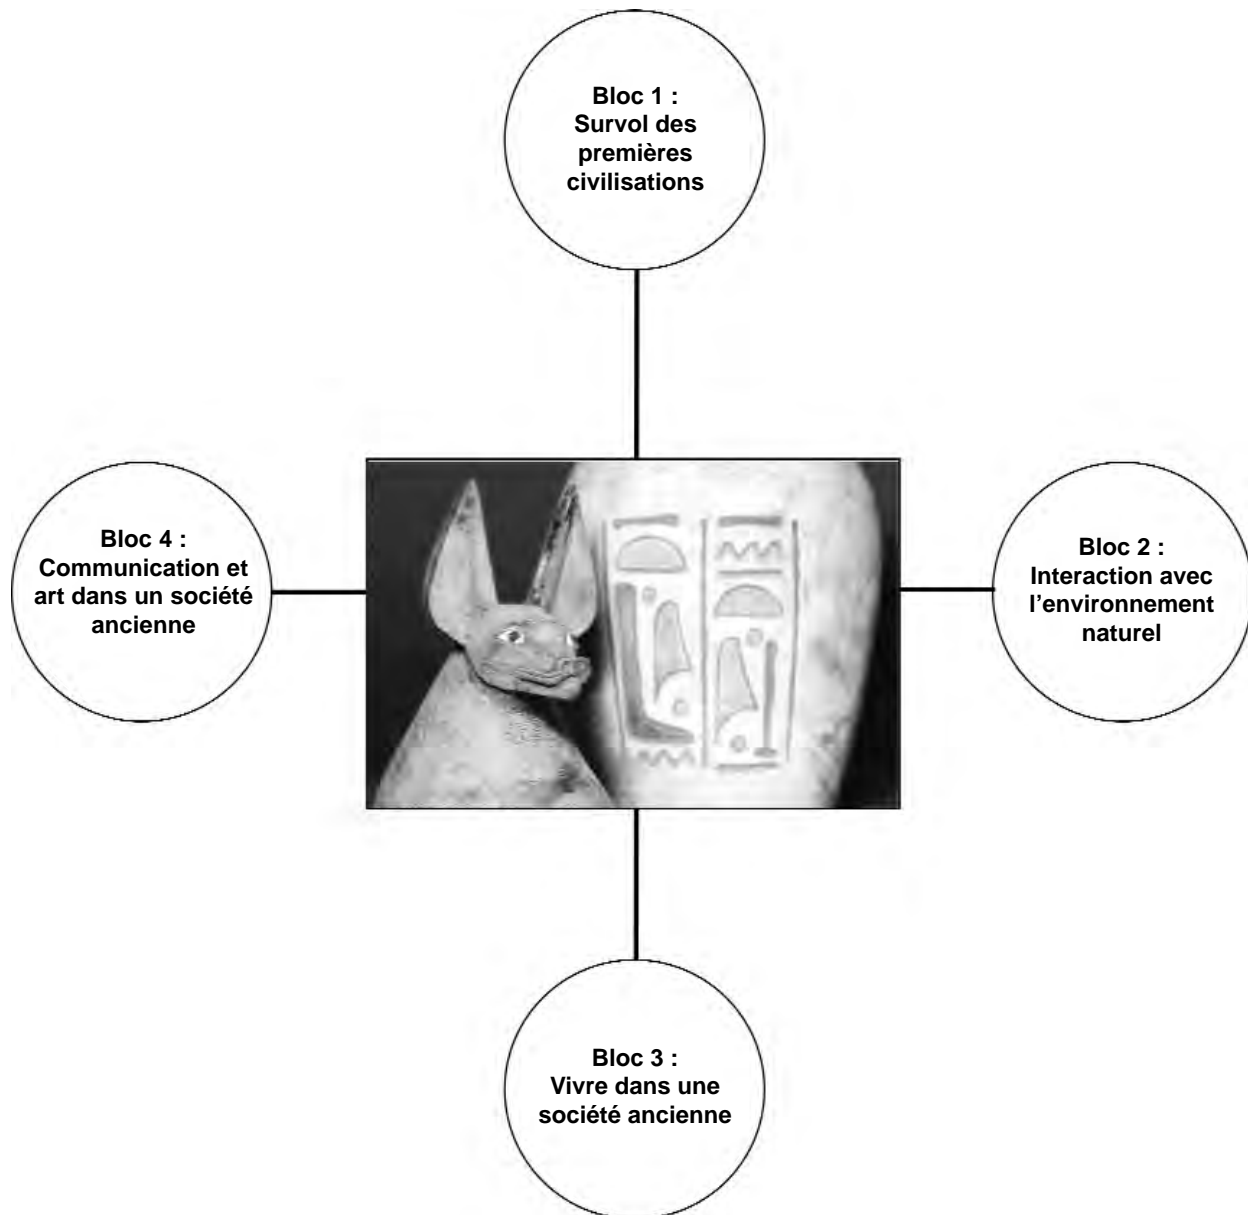 Bloc 1 :
Survol des
premières
civilisations
Bloc 4 :
Communication et
art dans un société
ancienne
Bloc 2 :
Interaction avec
l'environnement
naturel
Bloc 3 :
Vivre dans une
société ancienne